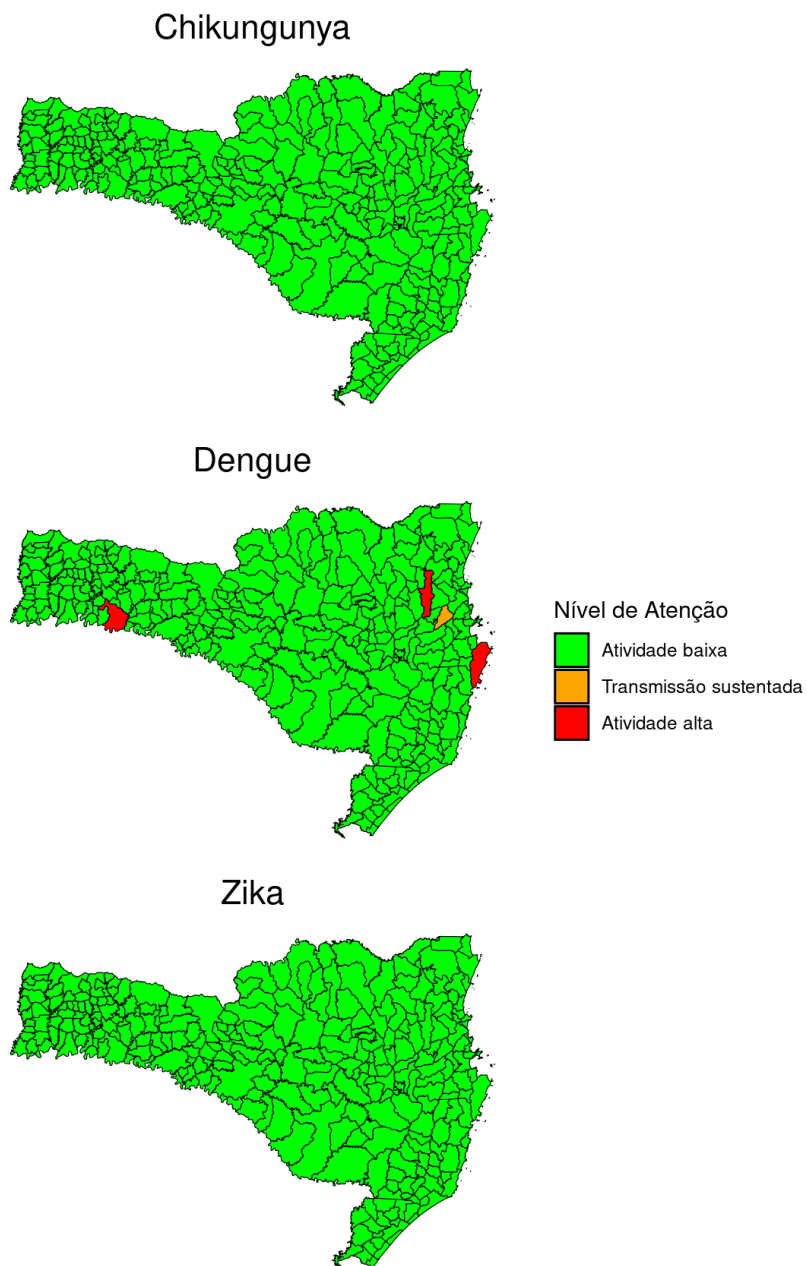 Chikungunya
Dengue
Nível de Atenção
Atividade baixa
Transmissão sustentada
Atividade alta
Zika